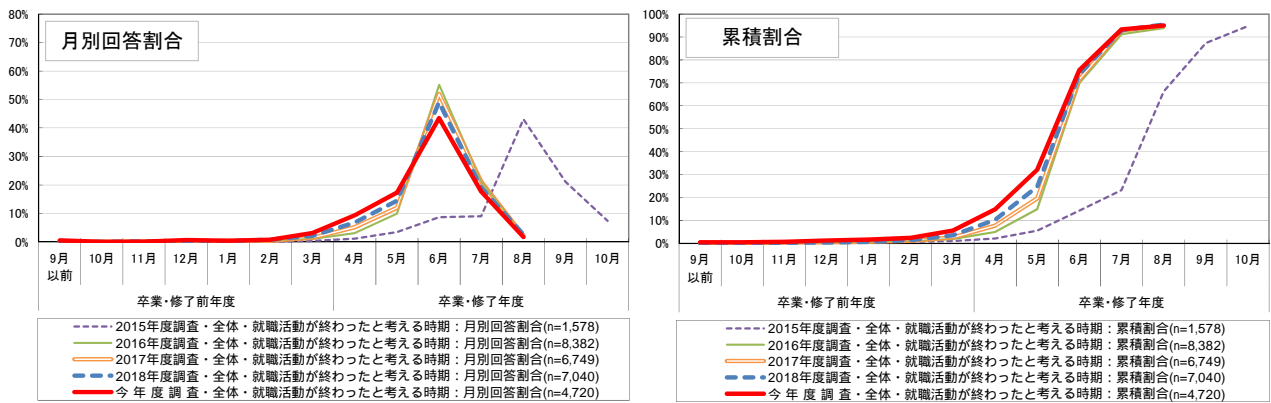 月別回答割合
80%
70%
60%
50%
40%
30%
20%
10%
0%
9月 10月 11月 12月 1月 2月 3月 4月 5月 6月 7月 8月 9月 10月
以前
卒業・修了前年度 卒業・修了年度
2015年度調査・全体・就職活動が終わったと考える時期：月別回答割合(n=1,578)
2016年度調査・全体・就職活動が終わったと考える時期：月別回答割合(n=8,382)
2017年度調査・全体・就職活動が終わったと考える時期：月別回答割合(n=6,749)
2018年度調査・全体・就職活動が終わったと考える時期：月別回答割合(n=7,040)
今 年 度 調 査・全体・就職活動が終わったと考える時期：月別回答割合(n=4,720)
累積割合
100%
90%
80%
70%
60%
50%
40%
30%
20%
10%
0%
9月 10月 11月 12月 1月 2月 3月 4月 5月 6月 7月 8月 9月 10月
以前
卒業・修了前年度 卒業・修了年度
2015年度調査・全体・就職活動が終わったと考える時期：累積割合(n=1,578)
2016年度調査・全体・就職活動が終わったと考える時期：累積割合(n=8,382)
2017年度調査・全体・就職活動が終わったと考える時期：累積割合(n=6,749)
2018年度調査・全体・就職活動が終わったと考える時期：累積割合(n=7,040)
今 年 度 調 査・全体・就職活動が終わったと考える時期：累積割合(n=4,720)